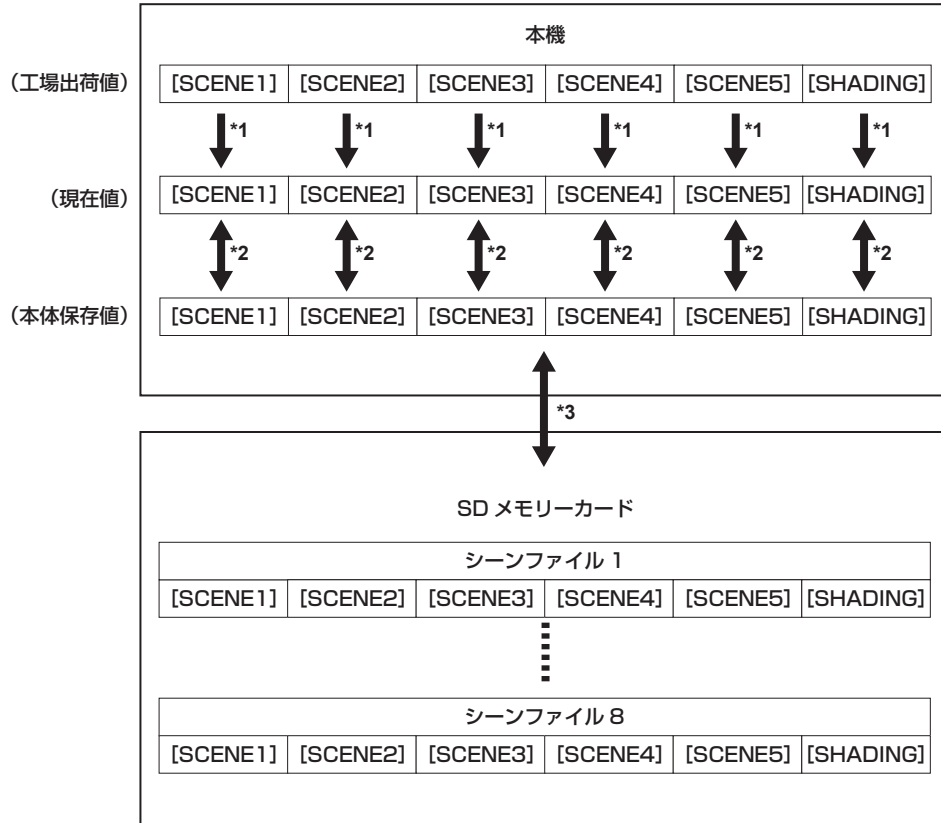 本機
（工場出荷値） [SCENE1] [SCENE2] [SCENE3] [SCENE4] [SCENE5] [SHADING]
*1 *1 *1 *1 *1 *1
（現在値） [SCENE1] [SCENE2] [SCENE3] [SCENE4] [SCENE5] [SHADING]
*2 *2 *2 *2 *2 *2
（本体保存値） [SCENE1] [SCENE2] [SCENE3] [SCENE4] [SCENE5] [SHADING]
*3
SD メモリーカード
シーンファイル 1
[SCENE1] [SCENE2] [SCENE3] [SCENE4] [SCENE5] [SHADING]
シーンファイル 8
[SCENE1] [SCENE2] [SCENE3] [SCENE4] [SCENE5] [SHADING]